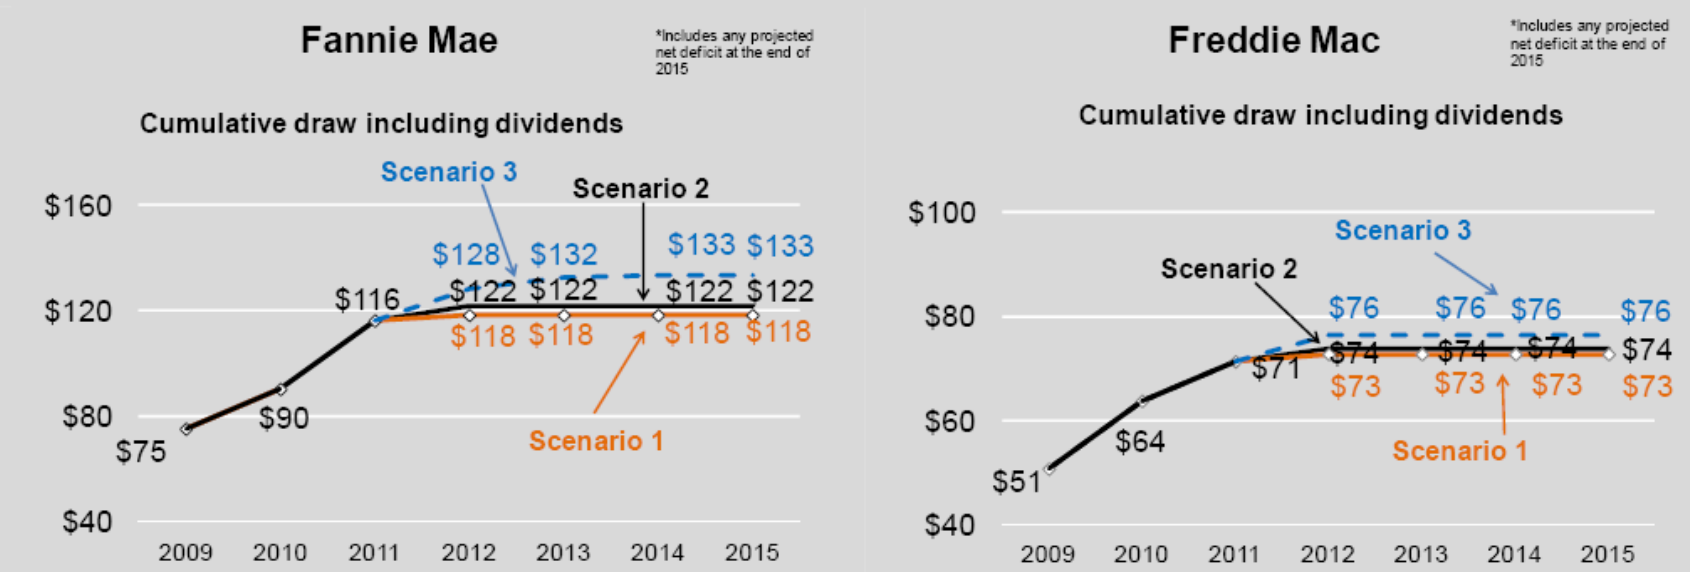 Fannie Mae
*Includes any projected
net deficit at the end of
2015
Cumulative draw including dividends
Scenario 3
Scenario 2
$160
$128
$132
$133
$133
$116
$122
$122
$122
$122
$120
$118
$118
$118
$118
$90
$80
$75
Scenario 1
$40
2009 2010 2011 2012 2013 2014 2015
Freddie Mac
*Includes any projected
net deficit at the end of
2015
Cumulative draw including dividends
$100
Scenario 3
Scenario 2
$76
$76
$76
$76
$80
$71
$74
$74
$74
$74
$73
$73
$73
$73
$60
$64
Scenario 1
$51
$40
2009 2010 2011 2012 2013 2014 2015